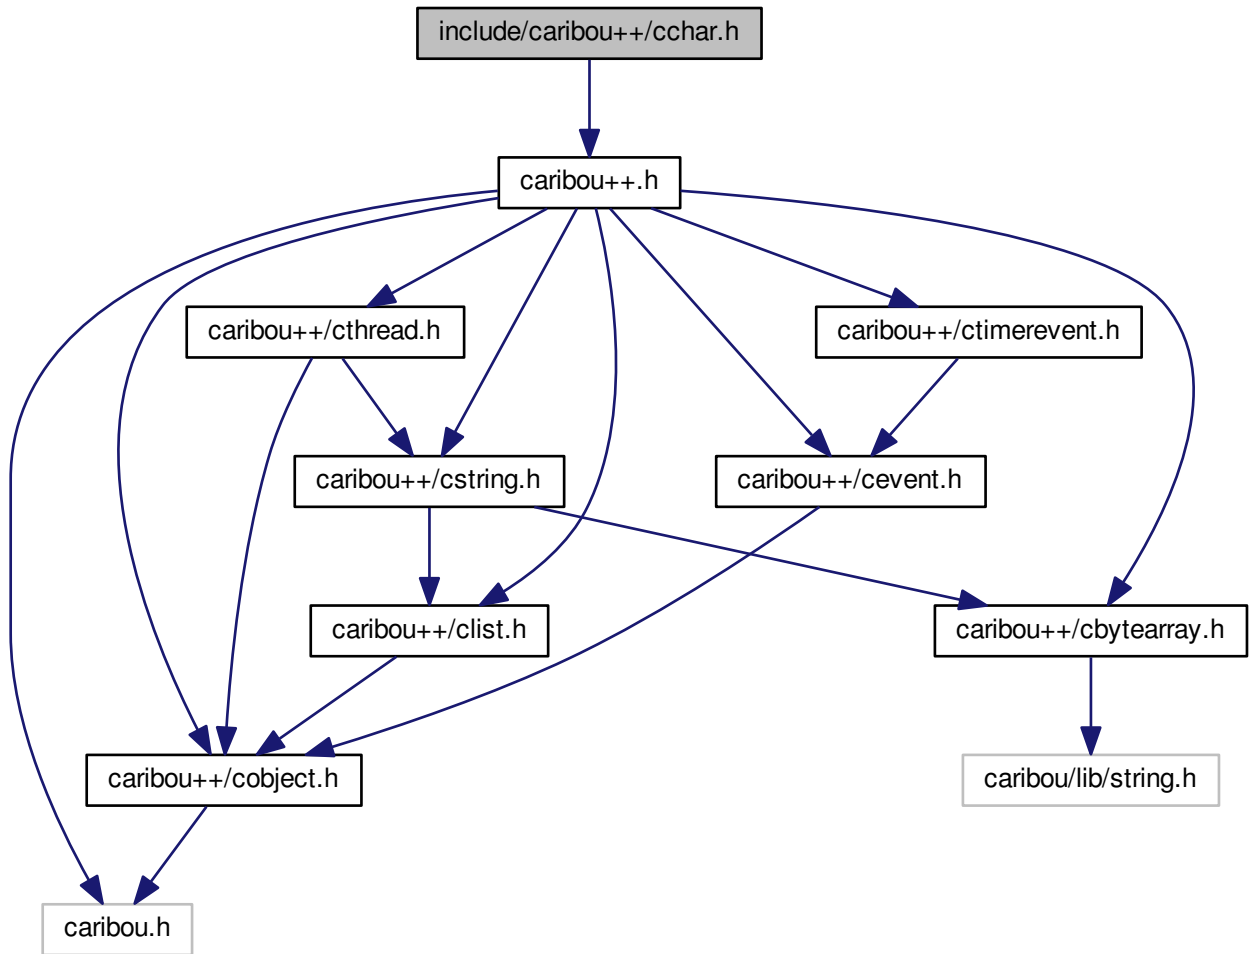 include/caribou++/cchar.h
caribou++.h
caribou++/cthread.h
caribou++/ctimerevent.h
caribou++/cstring.h
caribou++/cevent.h
caribou++/clist.h
caribou++/cbytearray.h
caribou++/cobject.h
caribou/lib/string.h
caribou.h